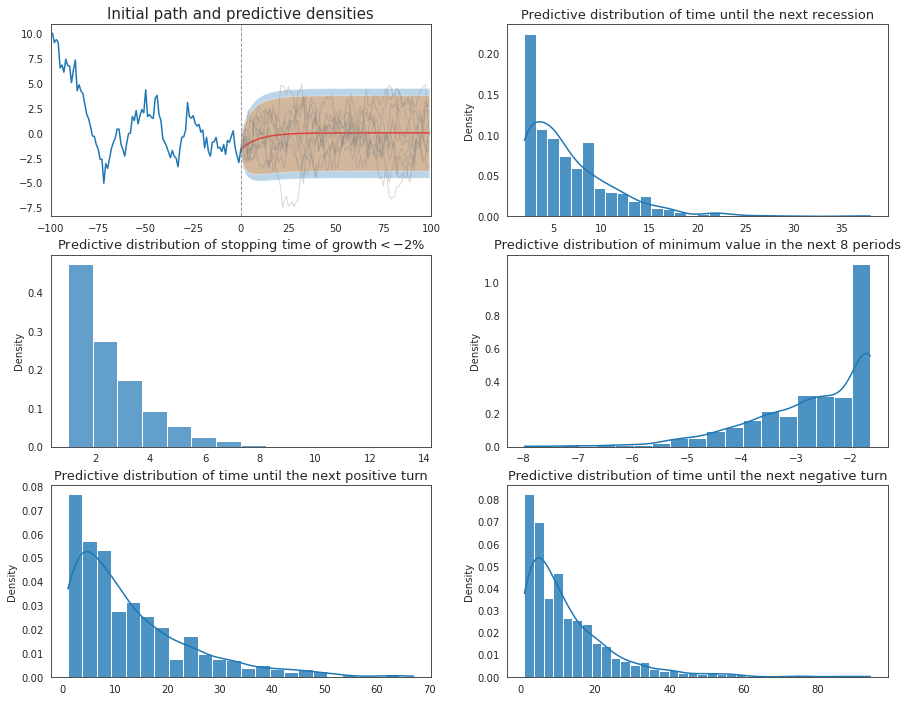 Initial path and predictive densities
10.0
7.5
5.0
2.5
0.0
−2.5
−5.0
−7.5
−100 −75 −50 −25 0 25 50 75 100
Predictive distribution of time until the next recession
Density
0.20
0.15
0.10
0.05
0.00
5 10 15 20 25 30 35
Predictive distribution of stopping time of growth < −2%
Density
0.4
0.3
0.2
0.1
0.0
2 4 6 8 10 12 14
Predictive distribution of minimum value in the next 8 periods
Density
1.0
0.8
0.6
0.4
0.2
0.0
−8 −7 −6 −5 −4 −3 −2
Predictive distribution of time until the next positive turn
Density
0.08
0.07
0.06
0.05
0.04
0.03
0.02
0.01
0.00
0 10 20 30 40 50 60 70
Predictive distribution of time until the next negative turn
Density
0.08
0.07
0.06
0.05
0.04
0.03
0.02
0.01
0.00
0 20 40 60 80